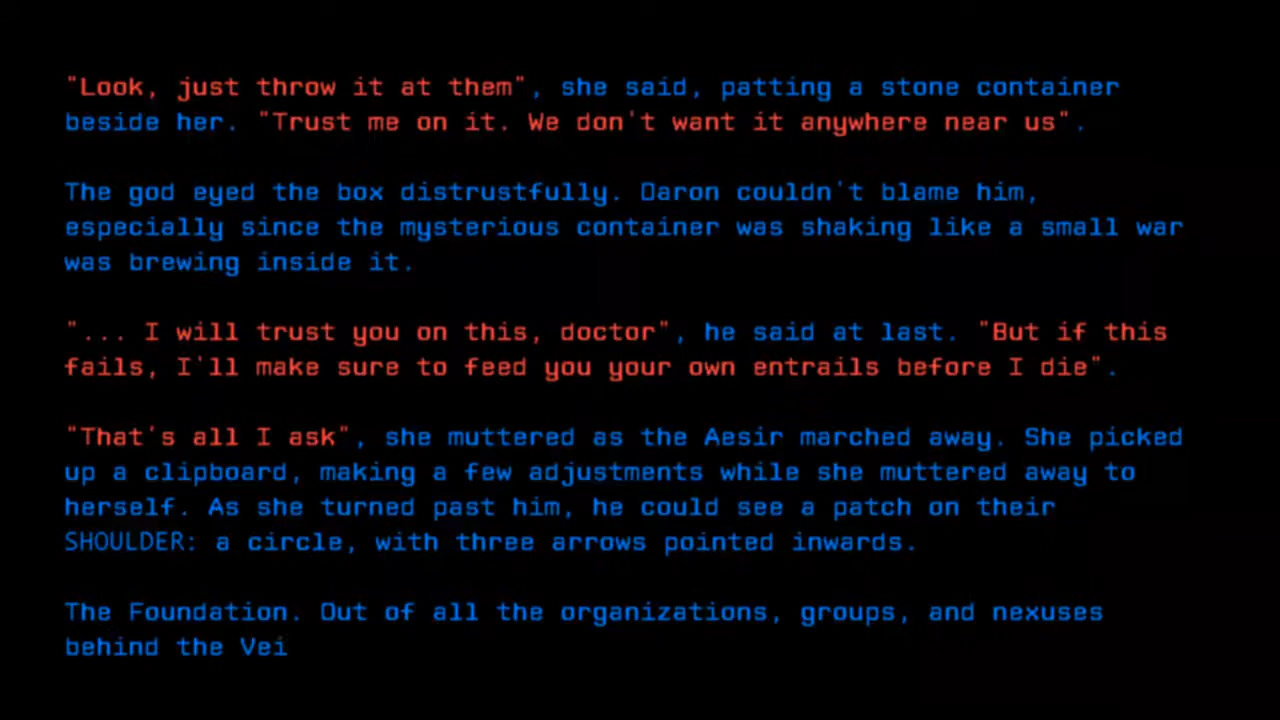 "Look, just throw it at them", she said, patting a stone container
beside her. "Trust me on it. We don't want it anywhere near us".
The god eyed the box distrustfully. Daron couldn't blame him,
especially since the mysterious container was shaking like a small war
was brewing inside it.
"... I will trust you on this, doctor", he said at last. "But if this
fails, I'll make sure to feed you your own entrails before I die".
"That's all I ask", she muttered as the Aesir marched away. She picked
up a clipboard, making a few adjustments while she muttered away to
herself. As she turned past him, he could see a patch on their
SHOULDER: a circle, with three arrows pointed inwards.
The Foundation. Out of all the organizations, groups, and nexuses
behind the Vei